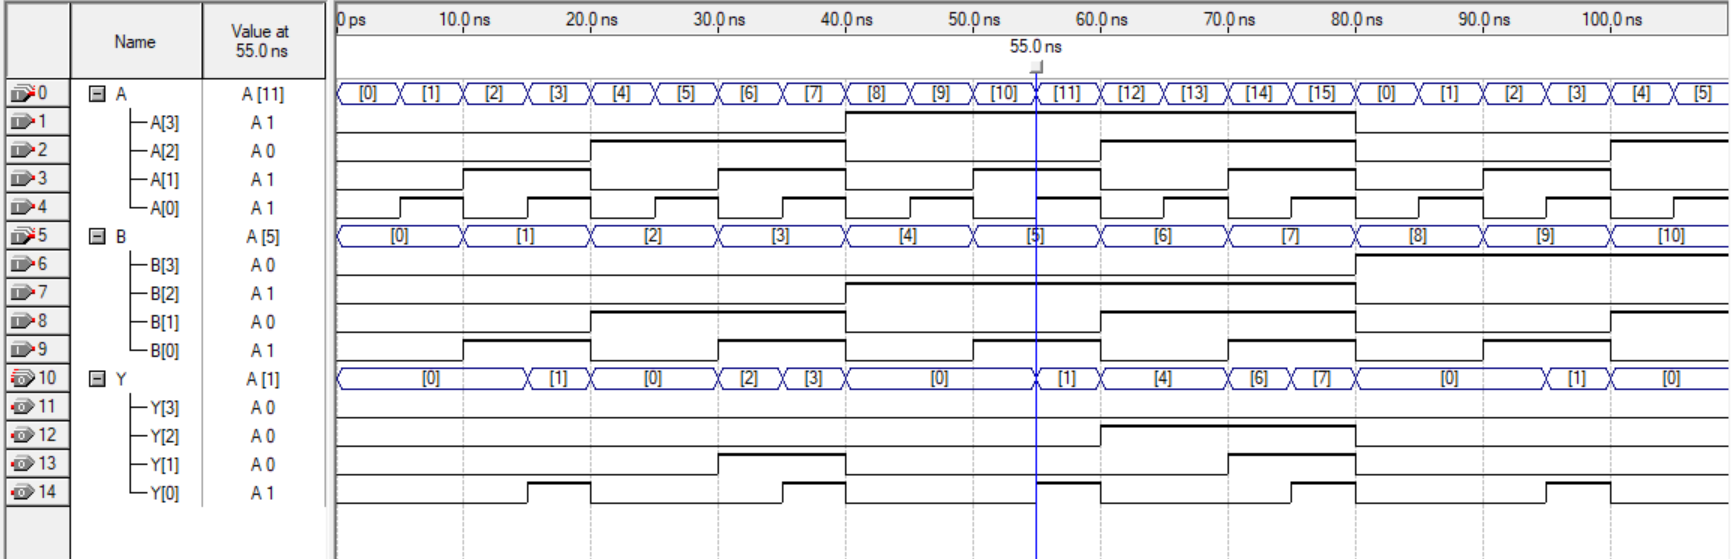 Name
Value at
55.0 ns
0 ps 10.0 ns 20.0 ns 30.0 ns 40.0 ns 50.0 ns 60.0 ns 70.0 ns 80.0 ns 90.0 ns 100.0 ns
55.0 ns
0 A A [11] [0] [1] [2] [3] [4] [5] [6] [7] [8] [9] [10] [11] [12] [13] [14] [15] [0] [1] [2] [3] [4] [5]
1 A[3] A 1
2 A[2] A 0
3 A[1] A 1
4 A[0] A 1
5 B A [5] [0] [1] [2] [3] [4] [5] [6] [7] [8] [9] [10]
6 B[3] A 0
7 B[2] A 1
8 B[1] A 0
9 B[0] A 1
10 Y A [1] [0] [1] [0] [2] [3] [0] [1] [4] [6] [7] [0] [1] [0]
11 Y[3] A 0
12 Y[2] A 0
13 Y[1] A 0
14 Y[0] A 1